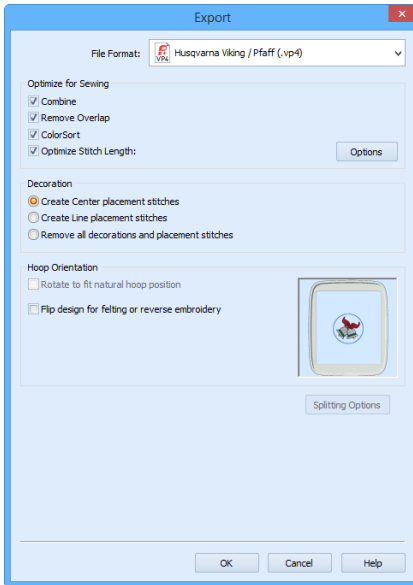 Export
File Format: VP4 Husqvarna Viking / Pfaff (.vp4)
Optimize for Sewing
Combine
Remove Overlap
ColorSort
Optimize Stitch Length: Options
Decoration
Create Center placement stitches
Create Line placement stitches
Remove all decorations and placement stitches
Hoop Orientation
Rotate to fit natural hoop position
Flip design for felting or reverse embroidery
Splitting Options
OK Cancel Help